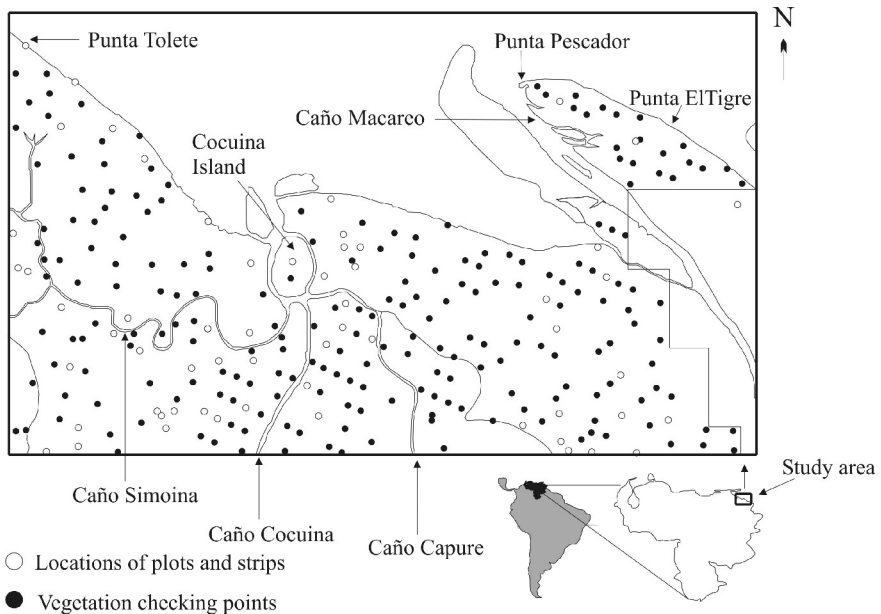 N
Punta Tolete
Punta Pescador
Punta ElTigre
Caño Macareo
Cocuina
Island
Study area
Caño Simoina
Caño Cocuina
Caño Capure
Locations of plots and strips
Vegetation checking points